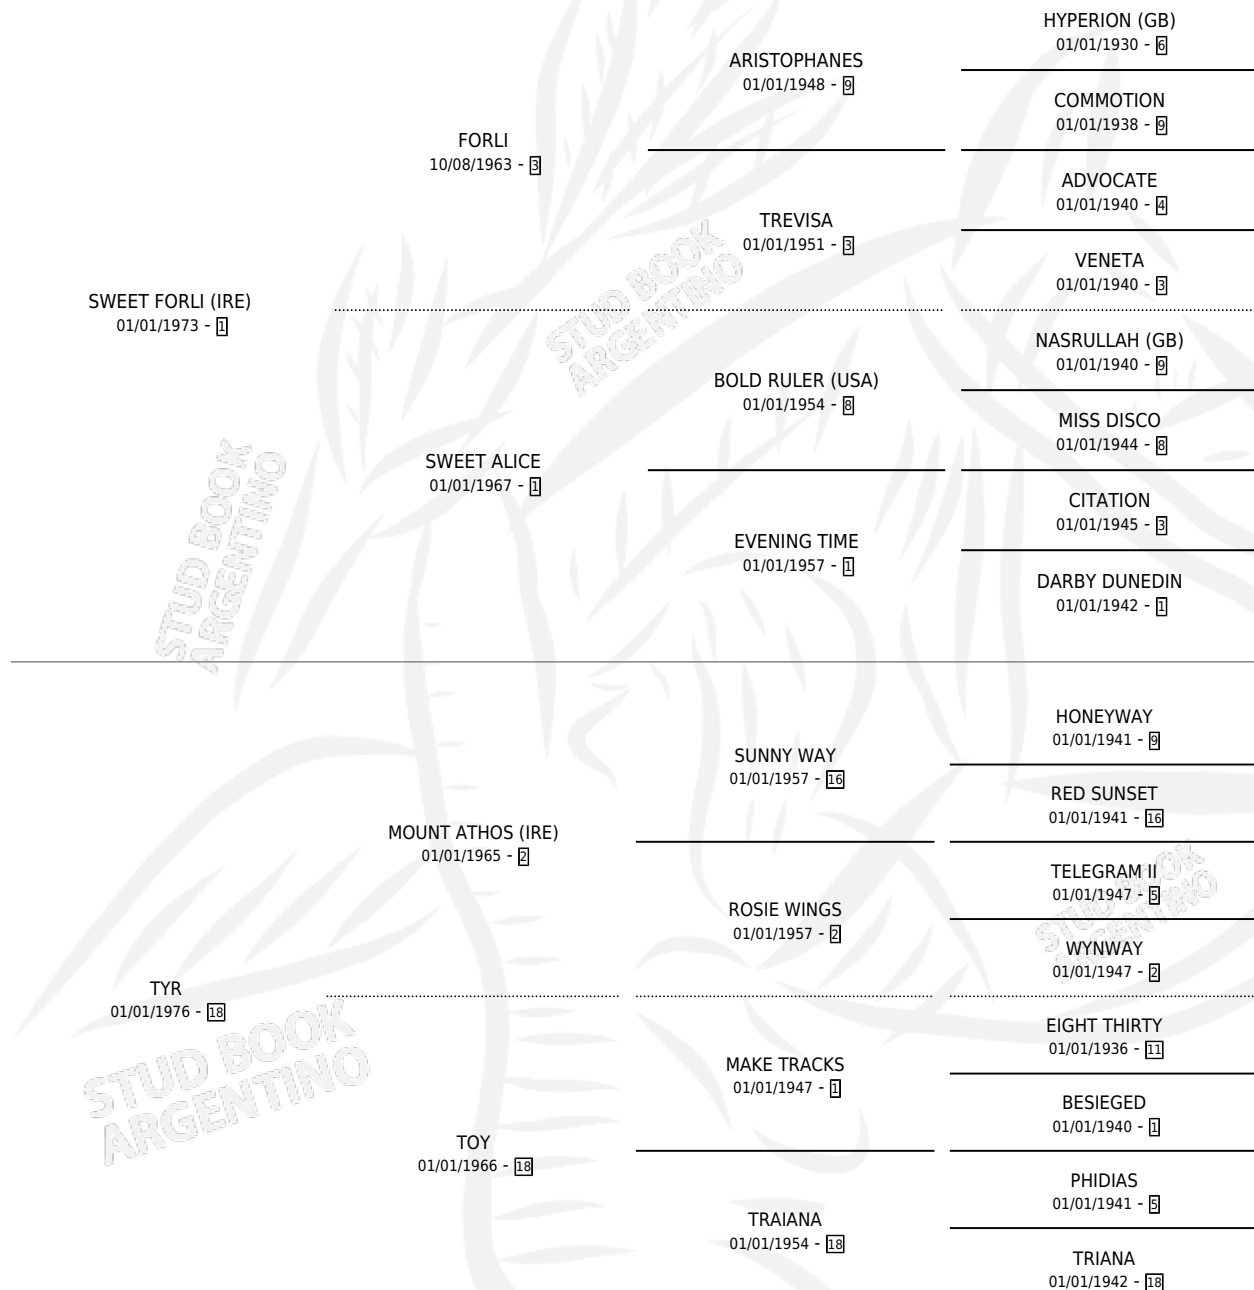 HYPERION (GB)
01/01/1930 - 6
ARISTOPHANES
01/01/1948 - 9
COMMOTION
01/01/1938 - 9
FORLI
10/08/1963 - 3
ADVOCATE
01/01/1940 - 4
TREVISA
01/01/1951 - 3
VENETA
01/01/1940 - 3
SWEET FORLI (IRE)
01/01/1973 - 1
STUD BOOK
ARGENTINO
NASRULLAH (GB)
01/01/1940 - 9
BOLD RULER (USA)
01/01/1954 - 8
MISS DISCO
01/01/1944 - 8
SWEET ALICE
01/01/1967 - 1
CITATION
01/01/1945 - 3
EVENING TIME
01/01/1957 - 1
DARBY DUNEDIN
01/01/1942 - 1
STUD BOOK
ARGENTINO
HONEYWAY
01/01/1941 - 9
SUNNY WAY
01/01/1957 - 16
RED SUNSET
01/01/1941 - 16
MOUNT ATHOS (IRE)
01/01/1965 - 2
TELEGRAM II
01/01/1947 - 5
ROSIE WINGS
01/01/1957 - 2
STUD BOOK
ARGENTINO
WYNWAY
01/01/1947 - 2
TYR
01/01/1976 - 18
EIGHT THIRTY
01/01/1936 - 11
MAKE TRACKS
01/01/1947 - 1
STUD BOOK
ARGENTINO
BESIEGED
01/01/1940 - 1
TOY
01/01/1966 - 18
PHIDIAS
01/01/1941 - 5
TRAIANA
01/01/1954 - 18
TRIANA
01/01/1942 - 18